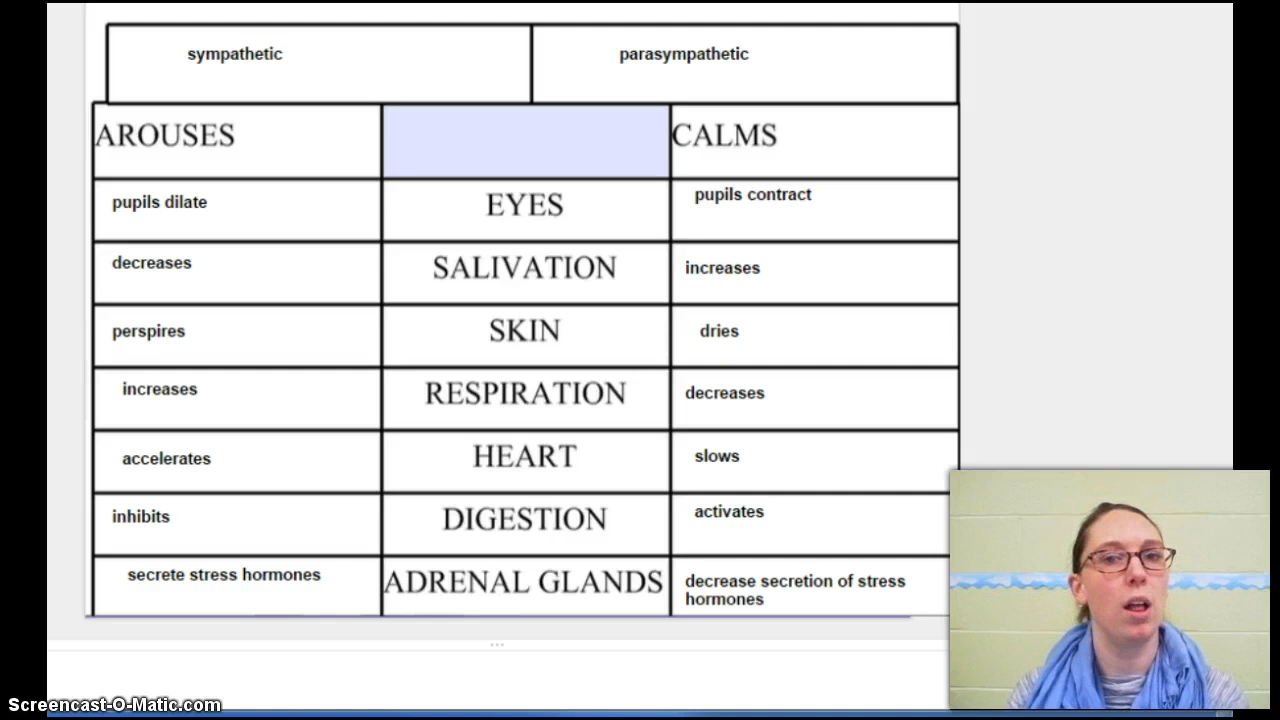 sympathetic parasympathetic
AROUSES CALMS
pupils dilate EYES pupils contract
decreases SALIVATION increases
perspires SKIN dries
increases RESPIRATION decreases
accelerates HEART slows
inhibits DIGESTION activates
secrete stress hormones ADRENAL GLANDS decrease secretion of stress
hormones
Screencast-O-Matic.com